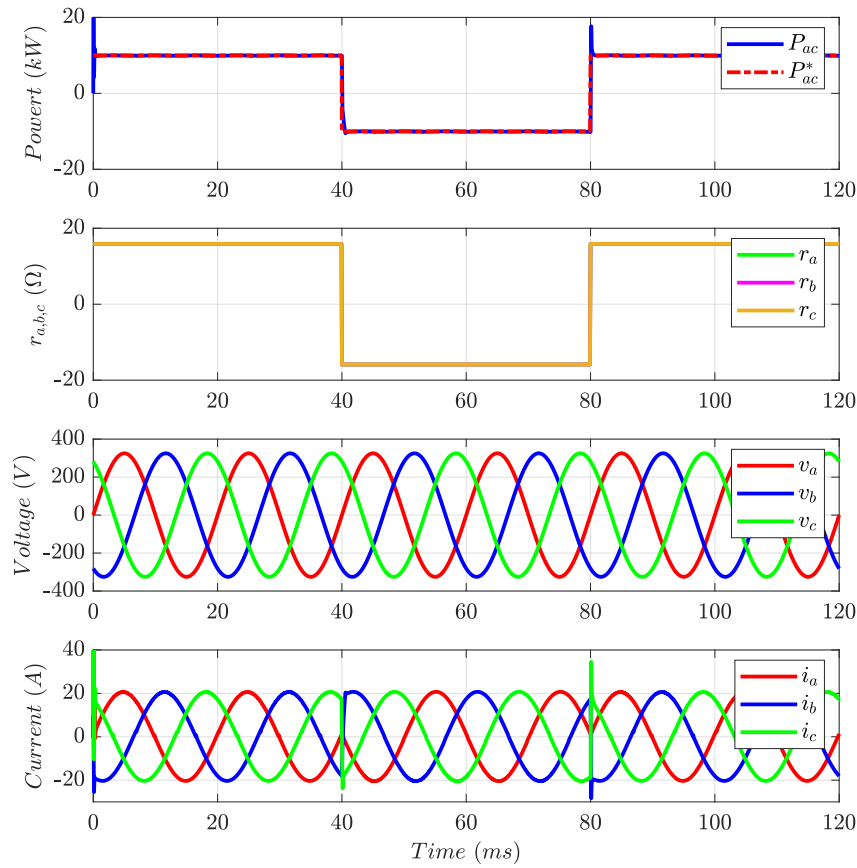 20
0
-20
Powert (kW)
P_ac
P*_ac
0 20 40 60 80 100 120
20
0
-20
r_a,b,c (Ω)
r_a
r_b
r_c
0 20 40 60 80 100 120
400
200
0
-200
-400
Voltage (V)
v_a
v_b
v_c
0 20 40 60 80 100 120
40
20
0
-20
Current (A)
i_a
i_b
i_c
0 20 40 60 80 100 120
Time (ms)